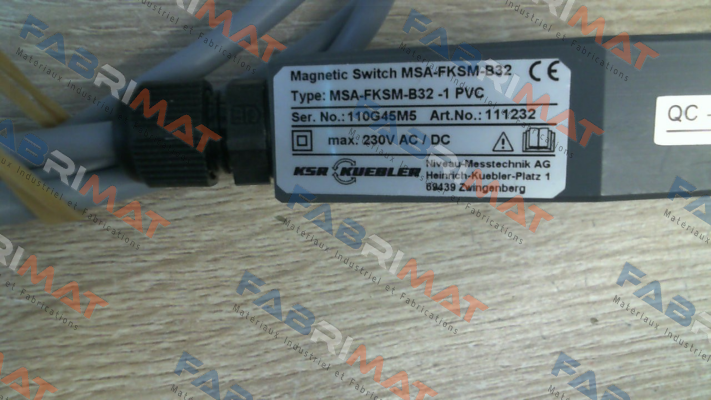 Magnetic Switch MSA-FKSM-B32 CE
Type: MSA-FKSM-B32 -1 PVC
Ser. No.: 110G45M5 Art.No.: 111232
max. 230V AC / DC
KSR KUEBLER
Niveau-Messtechnik AG
Heinrich-Kuebler-Platz 1
69439 Zwingenberg
QC -
FABRIMAT
Matériaux Industriel et Fabrications